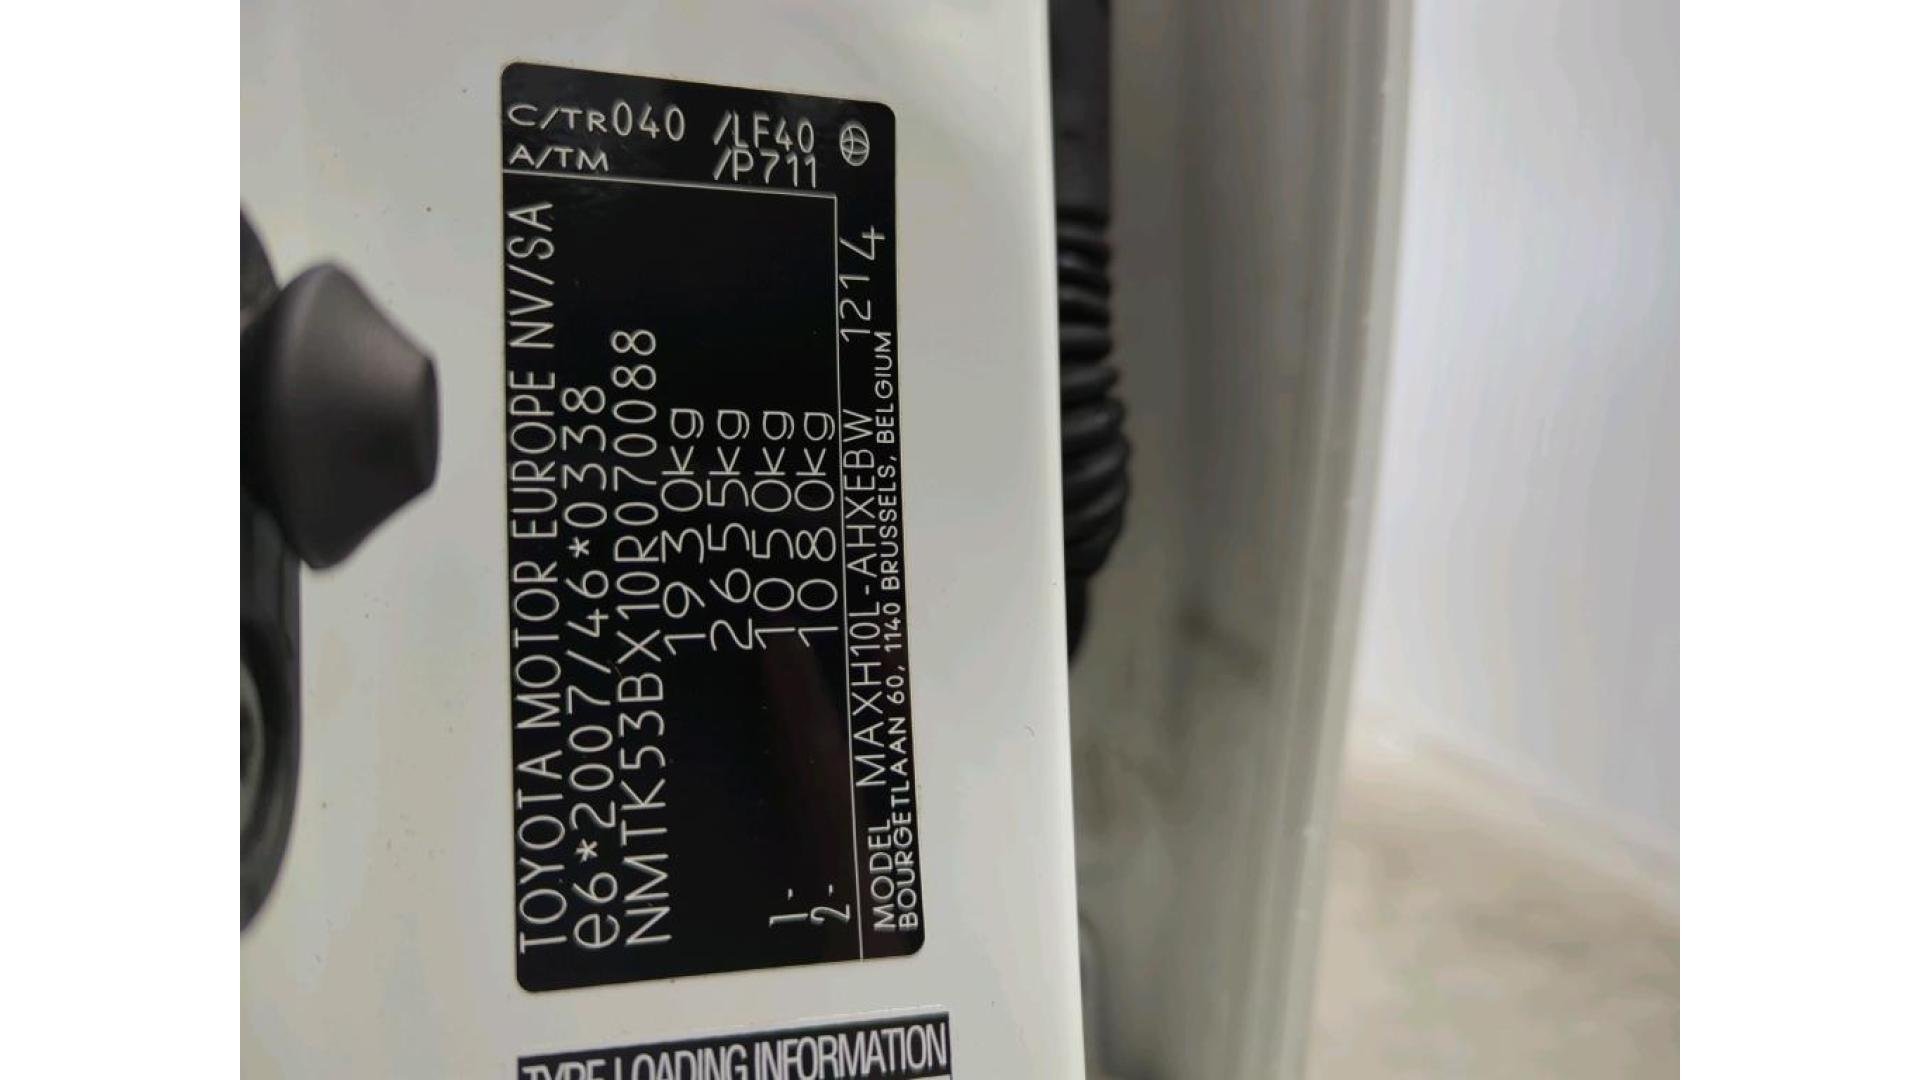 TOYOTA MOTOR EUROPE NV/SA
e6*2007/46*0338
NMTK53BX10R070088
1930kg
2655kg
1- 1050kg
2- 1080kg
C/TR040 /LF40
A/TM /P711
MODEL MAXH10L-AHXEBW 1214
BOURGETLAAN 60, 1140 BRUSSELS, BELGIUM
TYRE LOADING INFORMATION